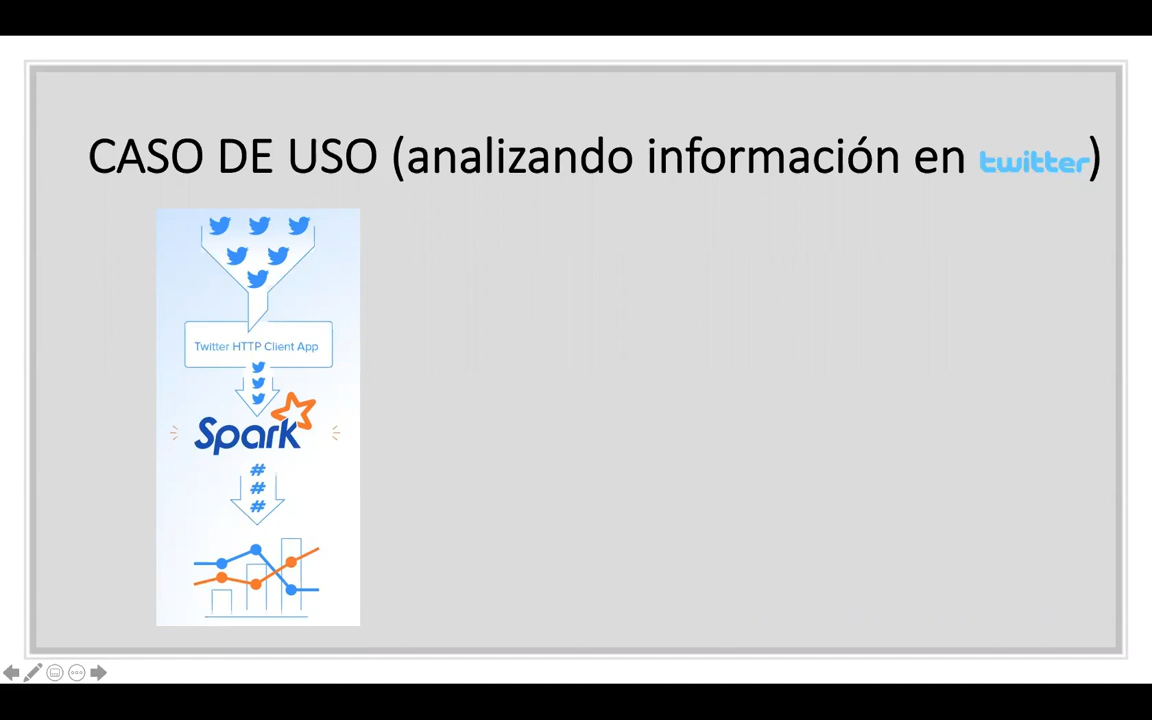 CASO DE USO (analizando información en twitter)
Twitter HTTP Client App
Spark
#
#
#